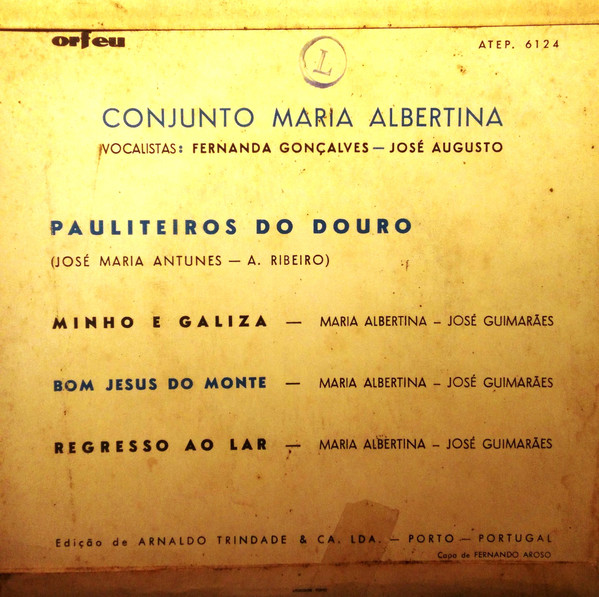 orfeu
ATEP. 6124
L
CONJUNTO MARIA ALBERTINA
VOCALISTAS: FERNANDA GONÇALVES — JOSÉ AUGUSTO
PAULITEIROS DO DOURO
(JOSÉ MARIA ANTUNES — A. RIBEIRO)
MINHO E GALIZA — MARIA ALBERTINA – JOSÉ GUIMARÃES
BOM JESUS DO MONTE — MARIA ALBERTINA – JOSÉ GUIMARÃES
REGRESSO AO LAR — MARIA ALBERTINA – JOSÉ GUIMARÃES
Edição de ARNALDO TRINDADE & CA. LDA. — PORTO — PORTUGAL
Capa de FERNANDO AROSO